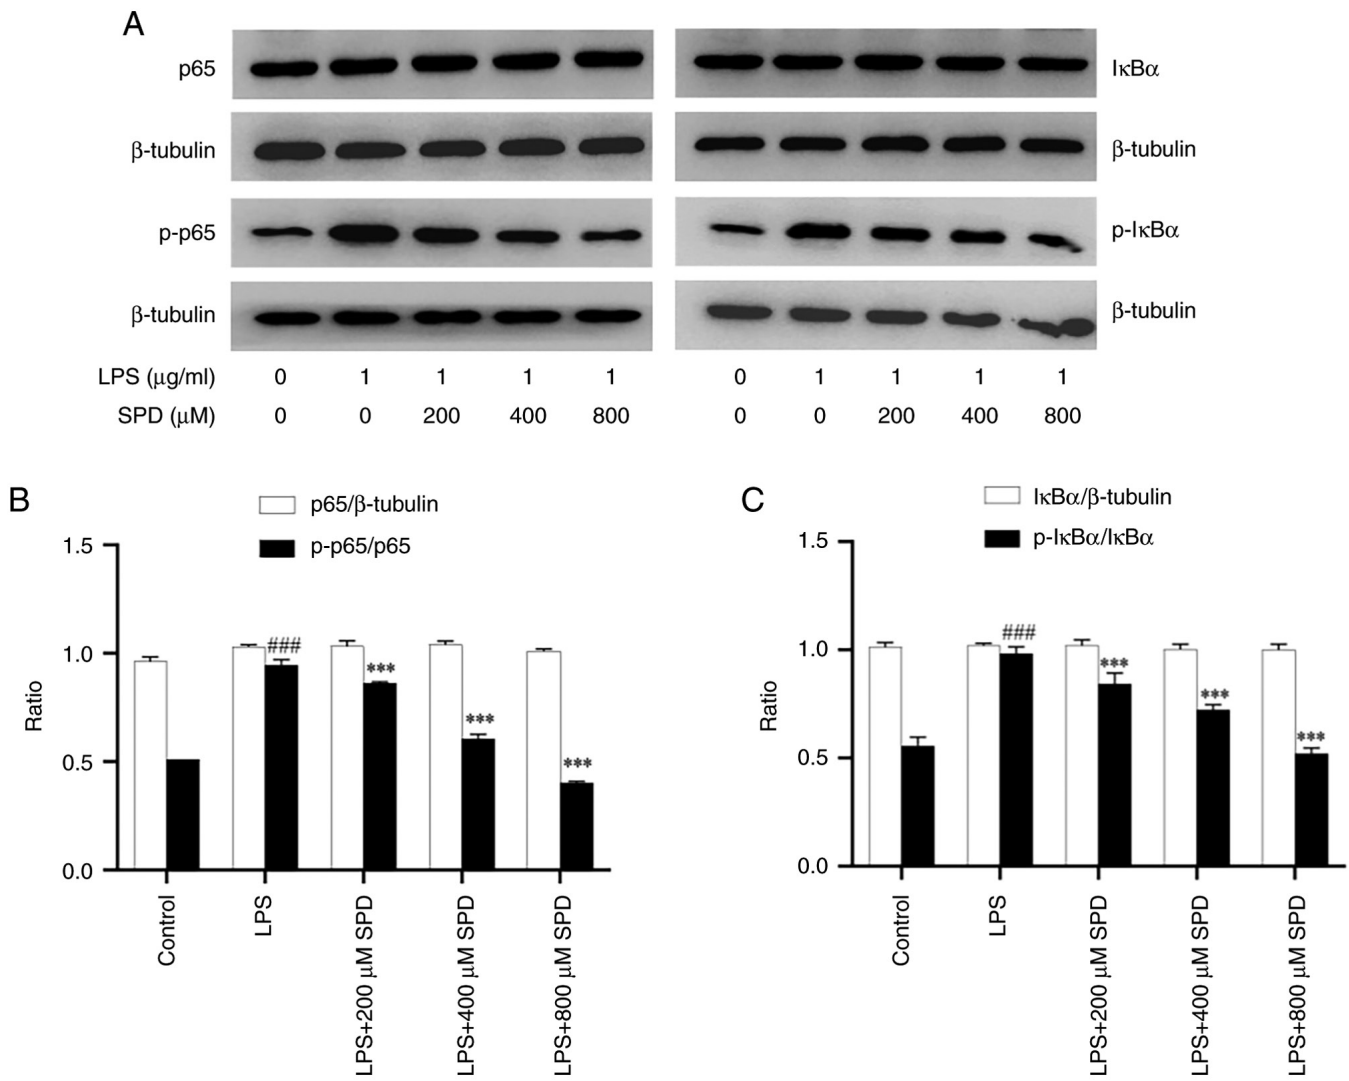 A
p65
IκBα
β-tubulin
β-tubulin
p-p65
p-IκBα
β-tubulin
β-tubulin
LPS (μg/ml) 0 1 1 1 1 0 1 1 1 1
SPD (μM) 0 0 200 400 800 0 0 200 400 800
B
p65/β-tubulin
p-p65/p65
1.5
1.0
0.5
0.0
Ratio
###
***
***
***
Control
LPS
LPS+200 μM SPD
LPS+400 μM SPD
LPS+800 μM SPD
C
IκBα/β-tubulin
p-IκBα/IκBα
1.5
1.0
0.5
0.0
Ratio
###
***
***
***
Control
LPS
LPS+200 μM SPD
LPS+400 μM SPD
LPS+800 μM SPD